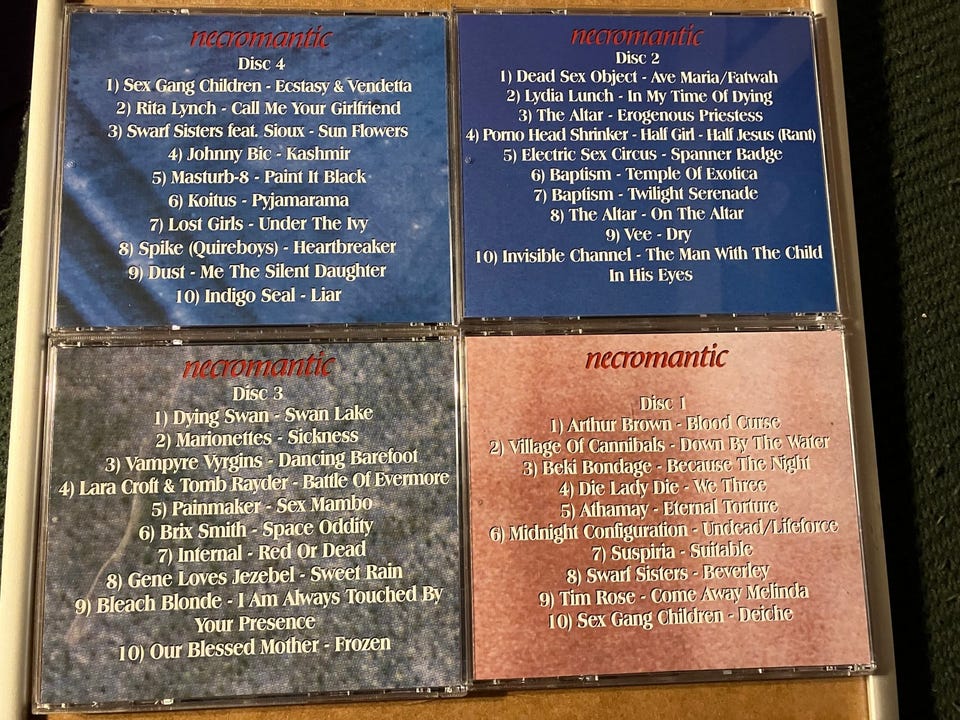 necromantic
Disc 4
1) Sex Gang Children - Ecstasy & Vendetta
2) Rita Lynch - Call Me Your Girlfriend
3) Swarf Sisters feat. Sioux - Sun Flowers
4) Johnny Bic - Kashmir
5) Masturb-8 - Paint It Black
6) Koitus - Pyjamarama
7) Lost Girls - Under The Ivy
8) Spike (Quireboys) - Heartbreaker
9) Dust - Me The Silent Daughter
10) Indigo Seal - Liar
necromantic
Disc 2
1) Dead Sex Object - Ave Maria/Fatwah
2) Lydia Lunch - In My Time Of Dying
3) The Altar - Erogenous Priestess
4) Porno Head Shrinker - Half Girl - Half Jesus (Rant)
5) Electric Sex Circus - Spanner Badge
6) Baptism - Temple Of Exotica
7) Baptism - Twilight Serenade
8) The Altar - On The Altar
9) Vee - Dry
10) Invisible Channel - The Man With The Child
In His Eyes
necromantic
Disc 3
1) Dying Swan - Swan Lake
2) Marionettes - Sickness
3) Vampyre Vyrgins - Dancing Barefoot
4) Lara Croft & Tomb Rayder - Battle Of Evermore
5) Painmaker - Sex Mambo
6) Brix Smith - Space Oddity
7) Internal - Red Or Dead
8) Gene Loves Jezebel - Sweet Rain
9) Bleach Blonde - I Am Always Touched By
Your Presence
10) Our Blessed Mother - Frozen
necromantic
Disc 1
1) Arthur Brown - Blood Curse
2) Village Of Cannibals - Down By The Water
3) Beki Bondage - Because The Night
4) Die Lady Die - We Three
5) Athamay - Eternal Torture
6) Midnight Configuration - Undead/Lifeforce
7) Suspiria - Suitable
8) Swarf Sisters - Beverley
9) Tim Rose - Come Away Melinda
10) Sex Gang Children - Deiche